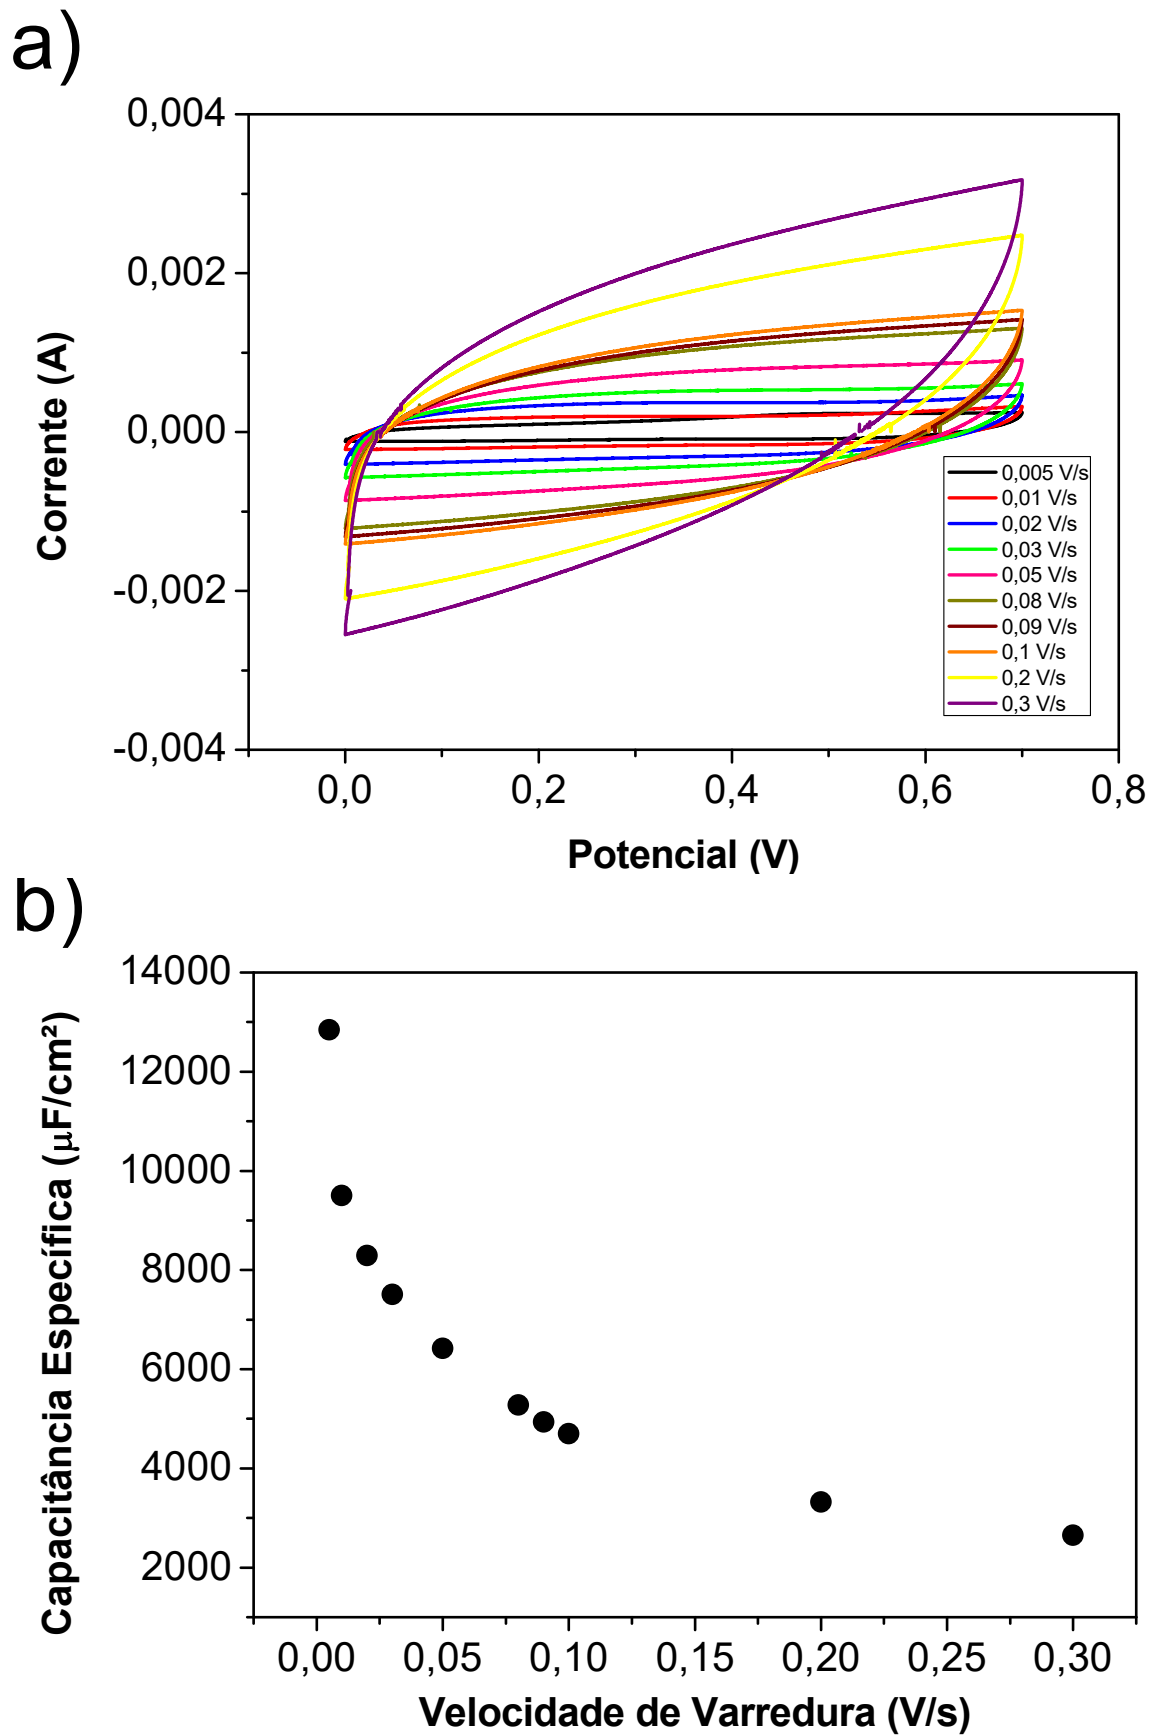 a)
0,004
0,002
0,000
-0,002
-0,004
Corrente (A)
0,005 V/s
0,01 V/s
0,02 V/s
0,03 V/s
0,05 V/s
0,08 V/s
0,09 V/s
0,1 V/s
0,2 V/s
0,3 V/s
0,0 0,2 0,4 0,6 0,8
Potencial (V)
b)
14000
12000
10000
8000
6000
4000
2000
Capacitância Específica (μF/cm²)
0,00 0,05 0,10 0,15 0,20 0,25 0,30
Velocidade de Varredura (V/s)